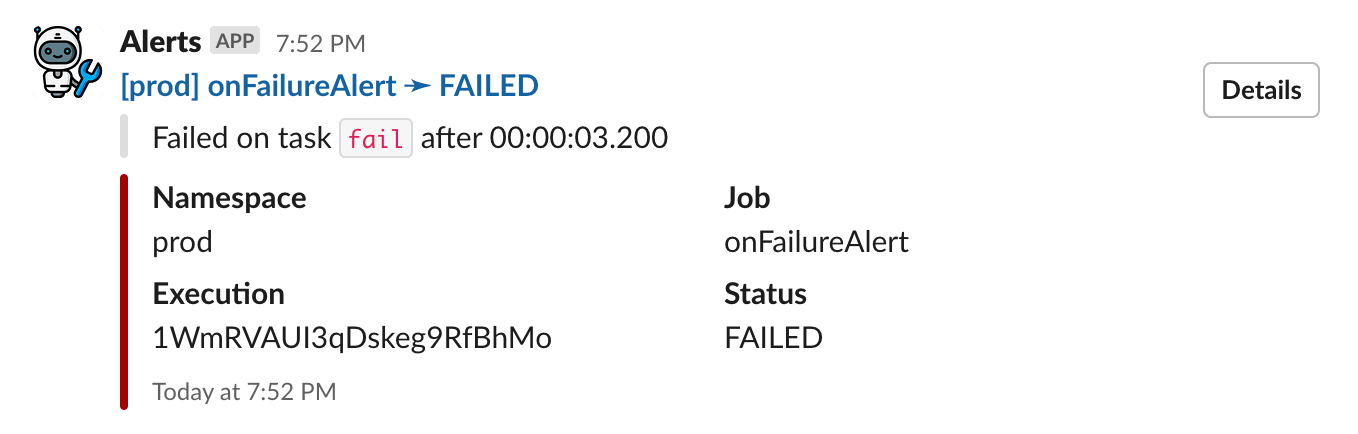 Alerts APP 7:52 PM
[prod] onFailureAlert ➛ FAILED
Details
Failed on task fail after 00:00:03.200
Namespace
prod
Job
onFailureAlert
Execution
1WmRVAUI3qDskeg9RfBhMo
Status
FAILED
Today at 7:52 PM